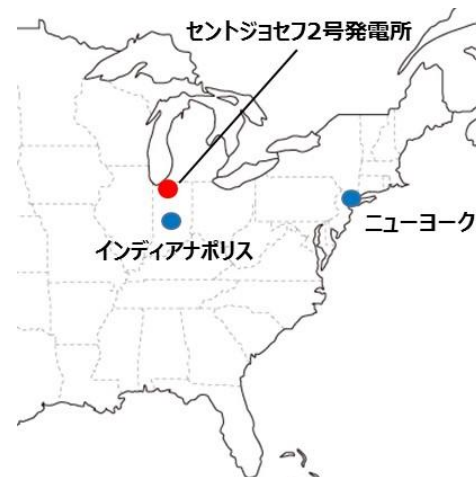 セントジョセフ2号発電所
ニューヨーク
インディアナポリス